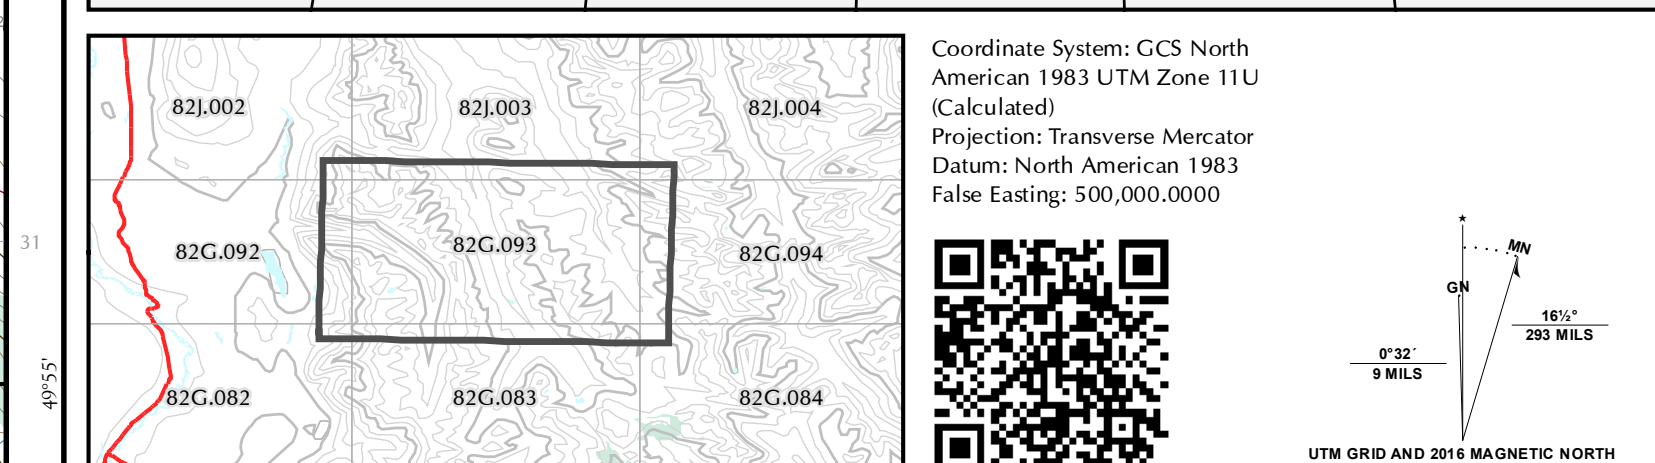 82J.002
82J.003
82J.004
82G.092
82G.093
82G.094
82G.082
82G.083
82G.084
31
49°55'
Coordinate System: GCS North
American 1983 UTM Zone 11U
(Calculated)
Projection: Transverse Mercator
Datum: North American 1983
False Easting: 500,000.0000
MN
GN
16½°
293 MILS
0°32´
9 MILS
UTM GRID AND 2016 MAGNETIC NORTH